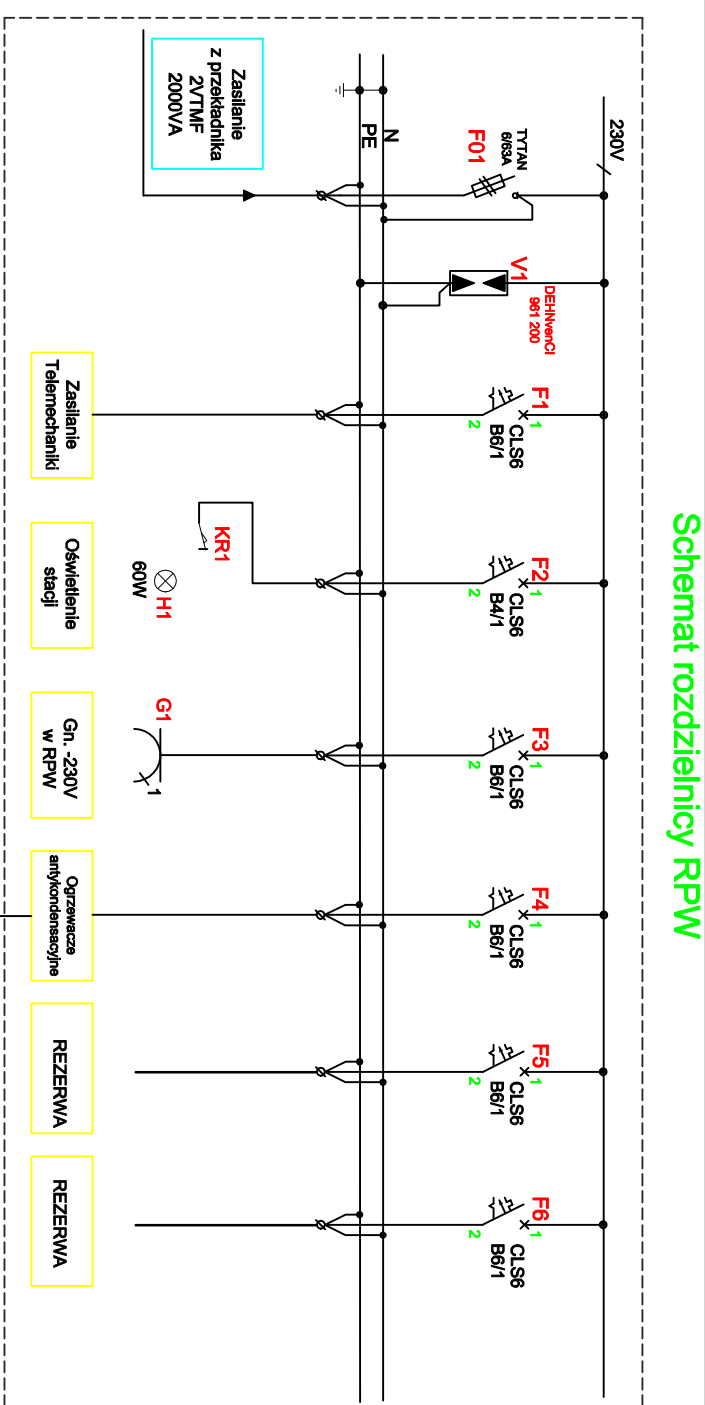 Schemat rozdzielnicy RPW
230V
TYTAN
6/63A
F01
N
PE
Zasilanie
z przekładnika
2VTMF
2000VA
V1
DEHNvenCI
961 200
F1
1
CLS6
B6/1
2
Zasilanie
Telemechaniki
F2
1
CLS6
B4/1
2
KR1
H1
60W
Oświetlenie
stacji
F3
1
CLS6
B6/1
2
G1
1
Gn. ~230V
w RPW
F4
1
CLS6
B6/1
2
Ogrzewacze
antykondensacyjne
F5
1
CLS6
B6/1
2
REZERWA
F6
1
CLS6
B6/1
2
REZERWA